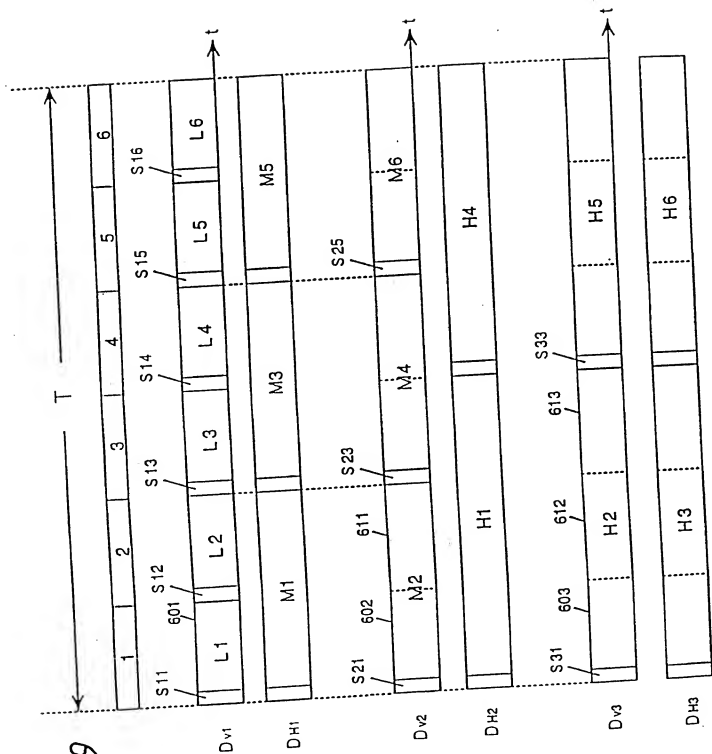 T
1 2 3 4 5 6
S11 601 S12 S13 S14 S15 S16
DV1 L1 L2 L3 L4 L5 L6 t
DH1 M1 M3 M5
S21 602 611 S23 S25
DV2 M2 M4 M6 t
DH2 H1 H4
S31 603 612 613 S33
DV3 H2 H5 t
DH3 H3 H6